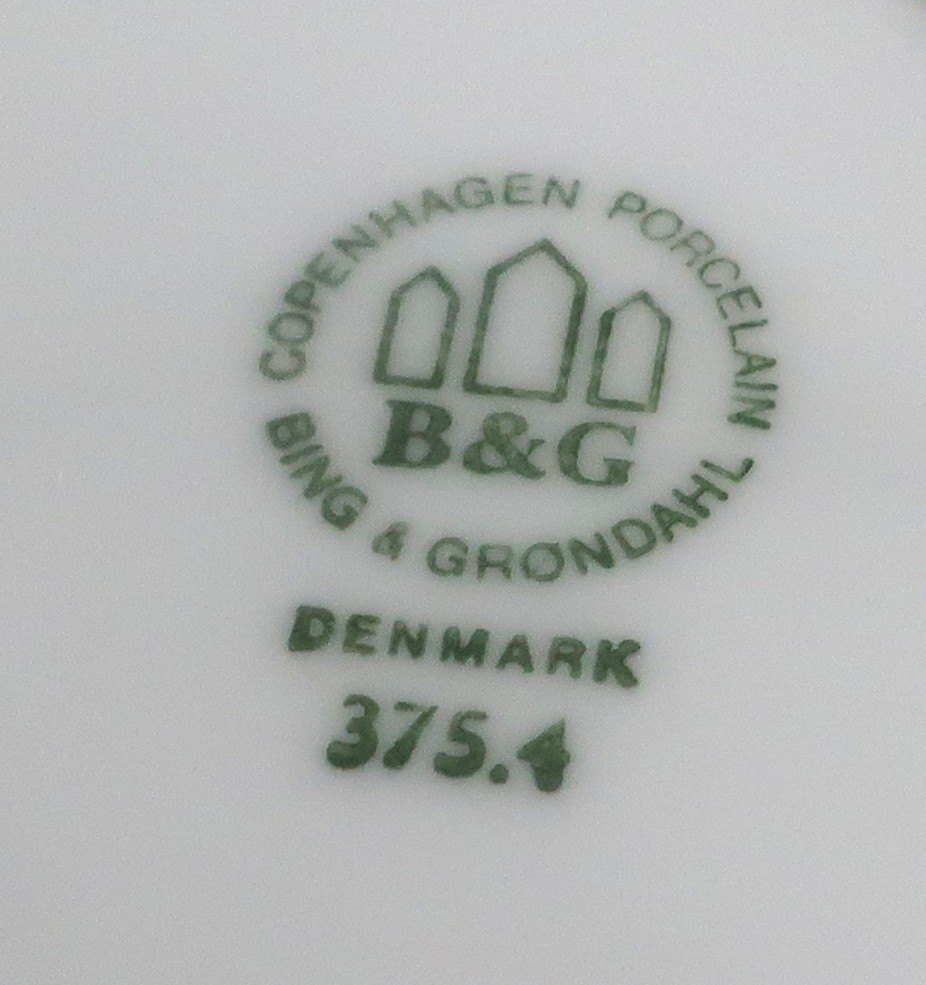 COPENHAGEN PORCELAIN
B&G
BING & GRØNDAHL
DENMARK
375.4